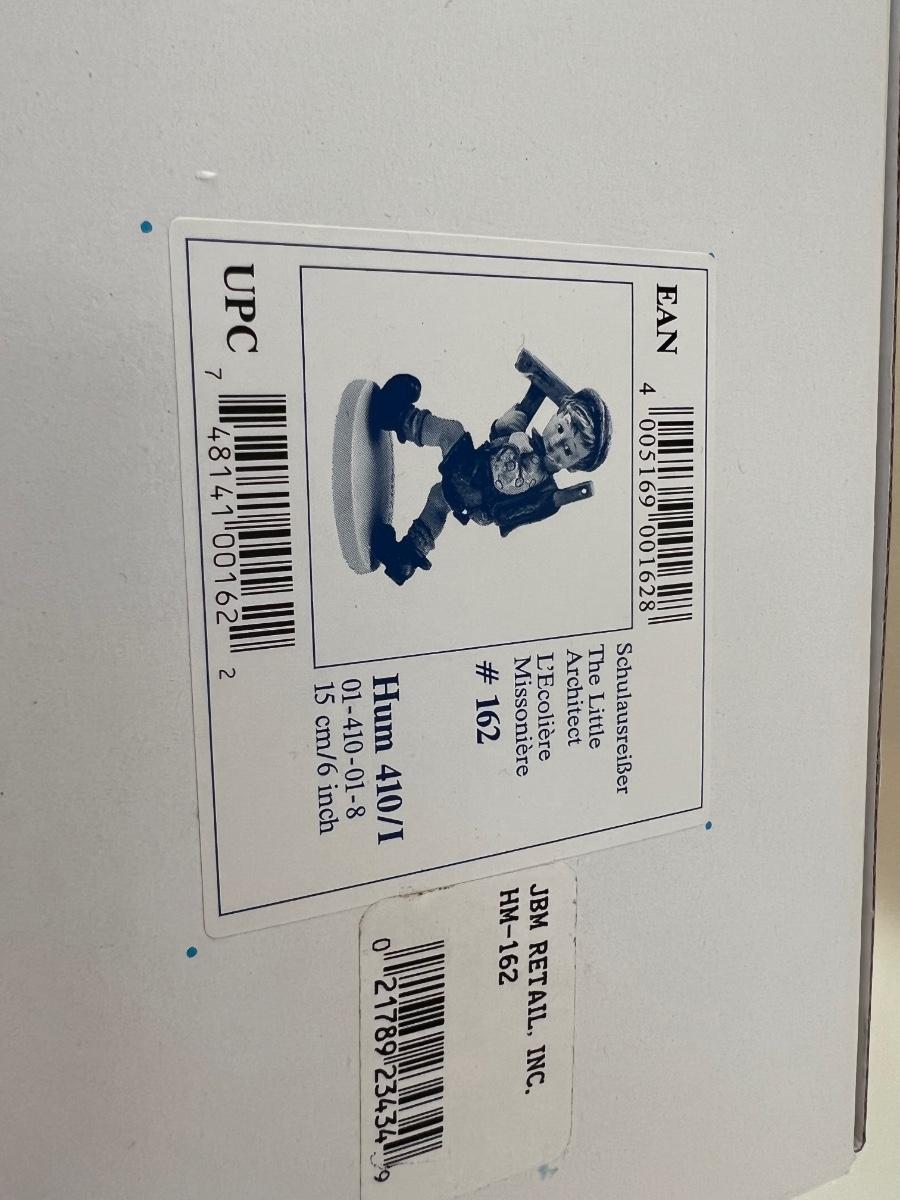 EAN
4 005169 001628
Schulausreißer
The Little
Architect
L'Ecolière
Missonière
# 162
Hum 410/I
01-410-01-8
15 cm/6 inch
UPC
7 48141 00162 2
JBM RETAIL, INC.
HM-162
0 21789 23434 9